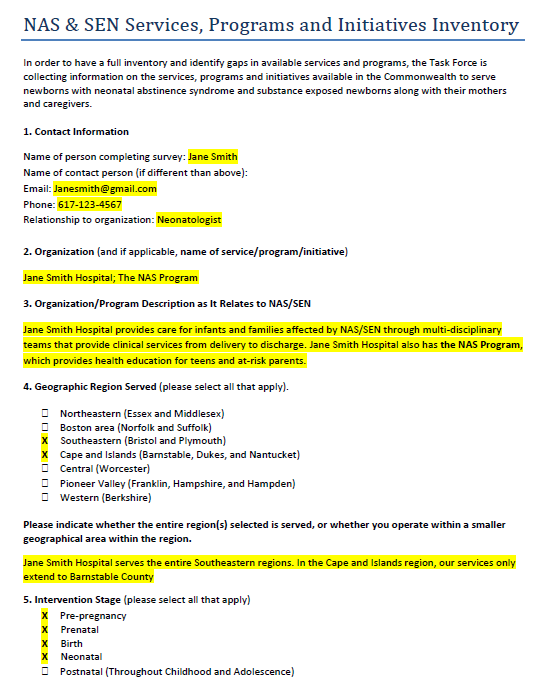 NAS & SEN Services, Programs and Initiatives Inventory
In order to have a full inventory and identify gaps in available services and programs, the Task Force is
collecting information on the services, programs and initiatives available in the Commonwealth to serve
newborns with neonatal abstinence syndrome and substance exposed newborns along with their mothers
and caregivers.
1. Contact Information
Name of person completing survey: Jane Smith
Name of contact person (if different than above):
Email: Janesmith@gmail.com
Phone: 617-123-4567
Relationship to organization: Neonatologist
2. Organization (and if applicable, name of service/program/initiative)
Jane Smith Hospital; The NAS Program
3. Organization/Program Description as It Relates to NAS/SEN
Jane Smith Hospital provides care for infants and families affected by NAS/SEN through multi-disciplinary
teams that provide clinical services from delivery to discharge. Jane Smith Hospital also has the NAS Program,
which provides health education for teens and at-risk parents.
4. Geographic Region Served (please select all that apply).
☐ Northeastern (Essex and Middlesex)
☐ Boston area (Norfolk and Suffolk)
X Southeastern (Bristol and Plymouth)
X Cape and Islands (Barnstable, Dukes, and Nantucket)
☐ Central (Worcester)
☐ Pioneer Valley (Franklin, Hampshire, and Hampden)
☐ Western (Berkshire)
Please indicate whether the entire region(s) selected is served, or whether you operate within a smaller
geographical area within the region.
Jane Smith Hospital serves the entire Southeastern regions. In the Cape and Islands region, our services only
extend to Barnstable County
5. Intervention Stage (please select all that apply)
X Pre-pregnancy
X Prenatal
X Birth
X Neonatal
☐ Postnatal (Throughout Childhood and Adolescence)